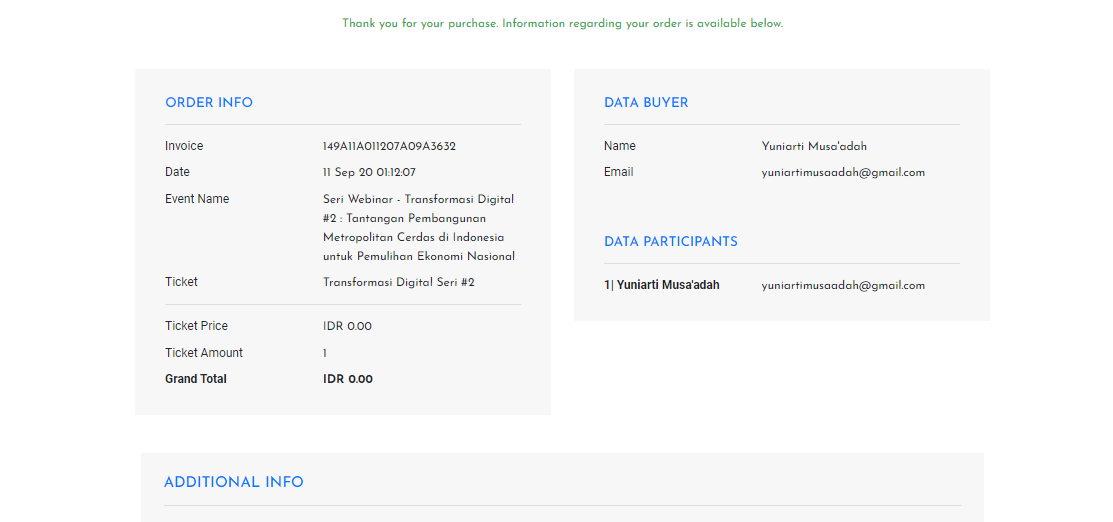 Thank you for your purchase. Information regarding your order is available below.
ORDER INFO
Invoice 149A11A011207A09A3632
Date 11 Sep 20 01:12:07
Event Name Seri Webinar - Transformasi Digital
#2 : Tantangan Pembangunan
Metropolitan Cerdas di Indonesia
untuk Pemulihan Ekonomi Nasional
Ticket Transformasi Digital Seri #2
Ticket Price IDR 0.00
Ticket Amount 1
Grand Total IDR 0.00
DATA BUYER
Name Yuniarti Musa'adah
Email yuniartimusaadah@gmail.com
DATA PARTICIPANTS
1| Yuniarti Musa'adah yuniartimusaadah@gmail.com
ADDITIONAL INFO